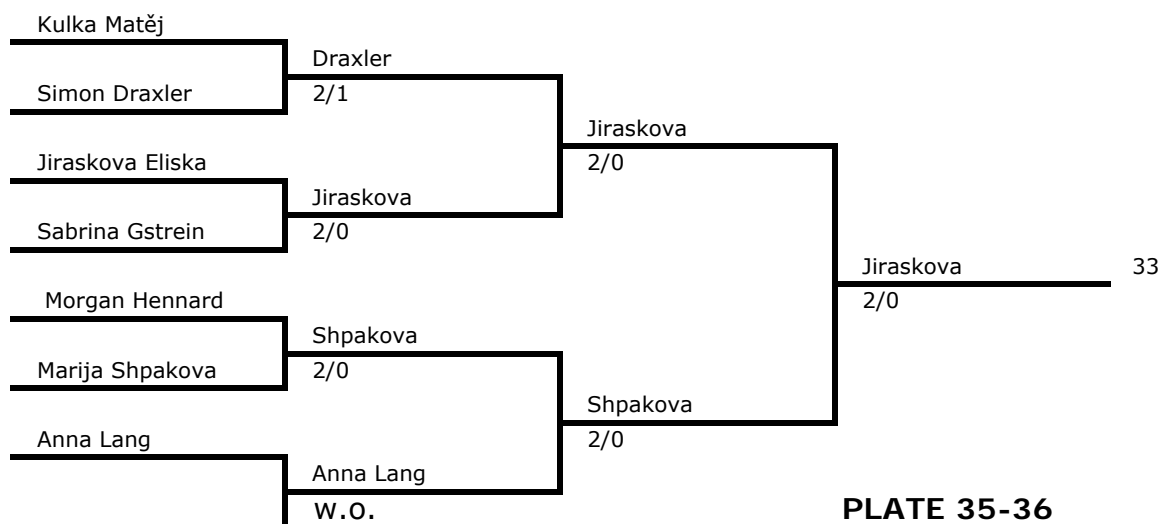 Kulka Matěj
Draxler
Simon Draxler
2/1
Jiraskova
Jiraskova Eliska
2/0
Jiraskova
Sabrina Gstrein
2/0
Jiraskova 33
Morgan Hennard
2/0
Shpakova
Marija Shpakova
2/0
Shpakova
Anna Lang
2/0
Anna Lang
w.o.
PLATE 35-36